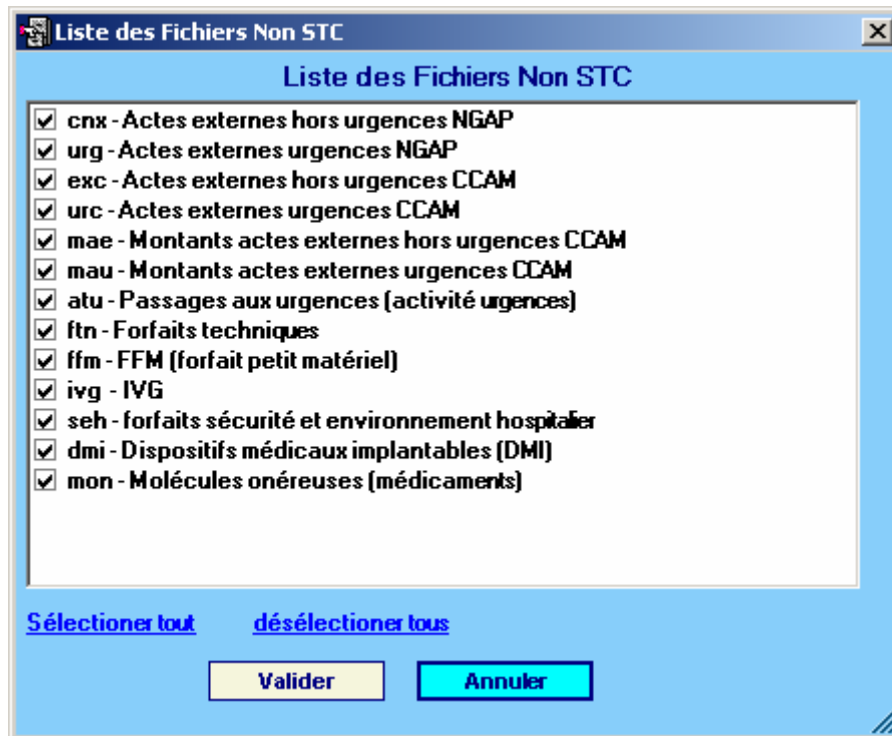 Liste des Fichiers Non STC
Liste des Fichiers Non STC
cnx - Actes externes hors urgences NGAP
urg - Actes externes urgences NGAP
exc - Actes externes hors urgences CCAM
urc - Actes externes urgences CCAM
mae - Montants actes externes hors urgences CCAM
mau - Montants actes externes urgences CCAM
atu - Passages aux urgences (activité urgences)
ftn - Forfaits techniques
ffm - FFM (forfait petit matériel)
ivg - IVG
seh - forfaits sécurité et environnement hospitalier
dmi - Dispositifs médicaux implantables (DMI)
mon - Molécules onéreuses (médicaments)
Sélectioner tout désélectioner tous
Valider Annuler